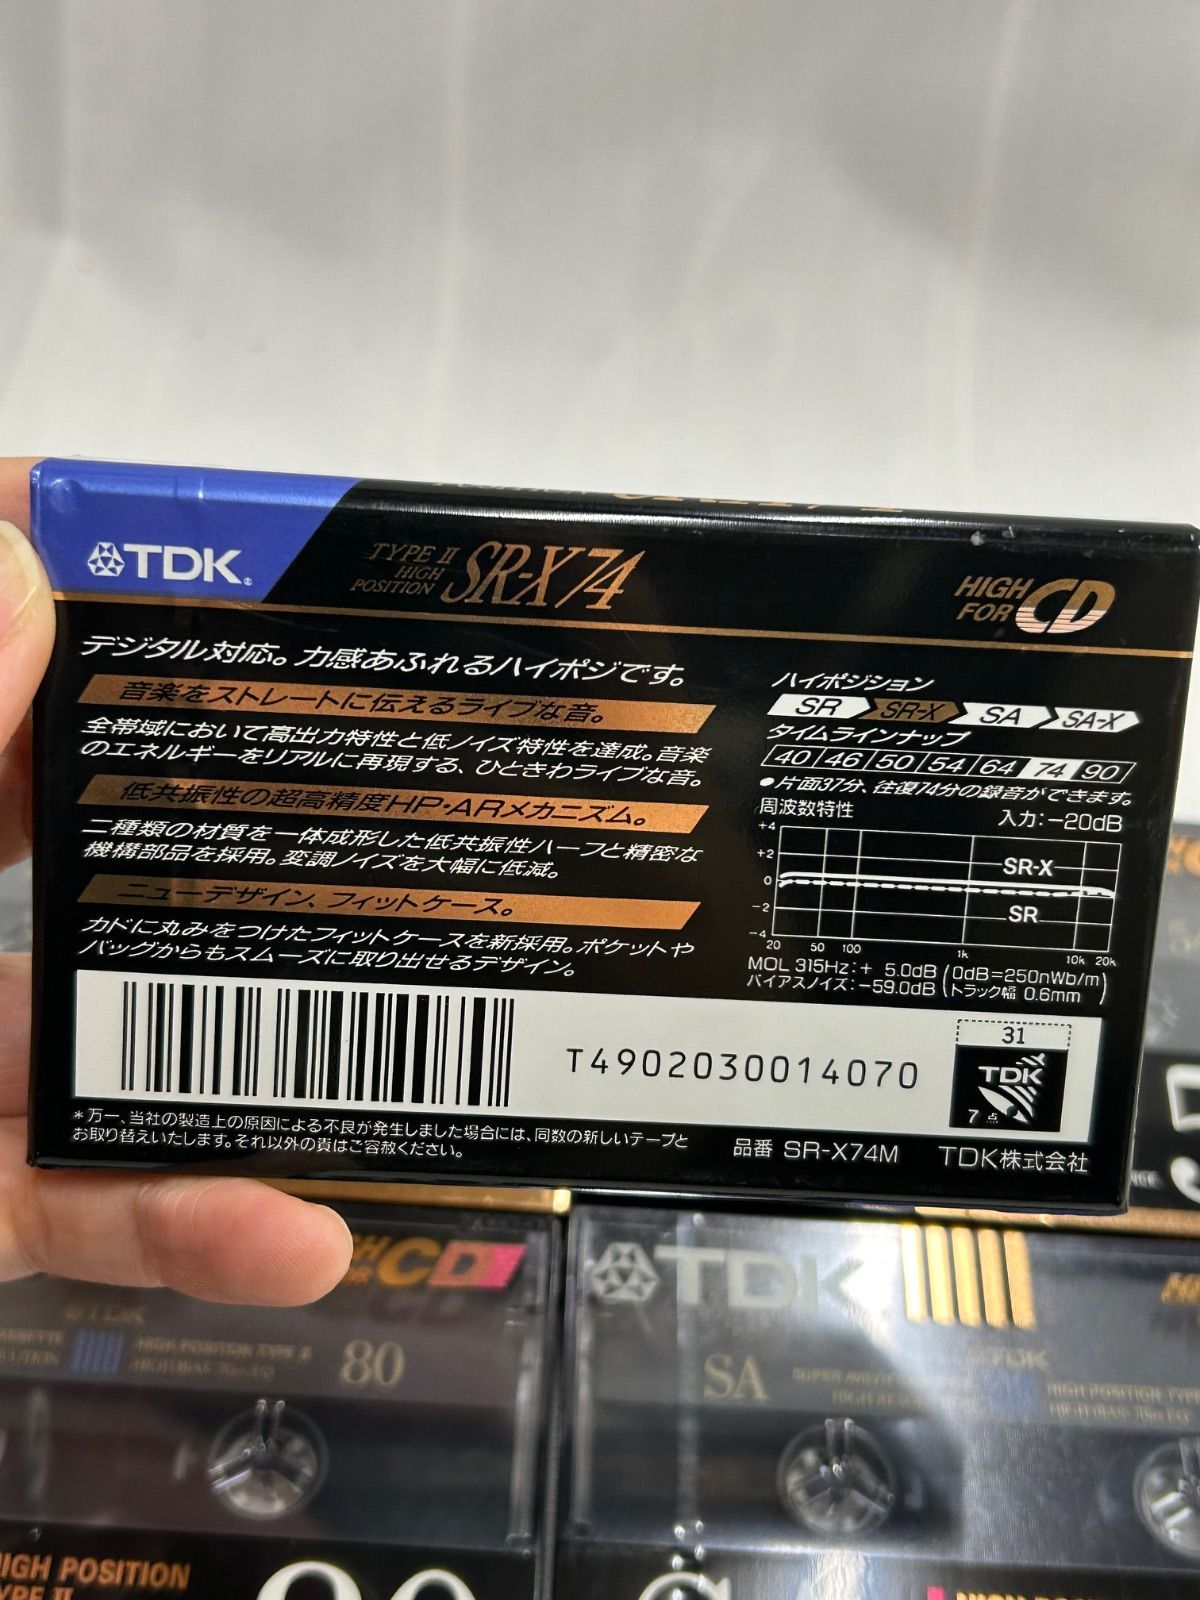 TDK
TYPE II
HIGH
POSITION
SR-X74
HIGH
FOR
CD
デジタル対応。力感あふれるハイポジです。
音楽をストレートに伝えるライブな音。
全帯域において高出力特性と低ノイズ特性を達成。音楽
のエネルギーをリアルに再現する、ひときわライブな音。
低共振性の超高精度HP・ARメカニズム。
二種類の材質を一体成形した低共振性ハーフと精密な
機構部品を採用。変調ノイズを大幅に低減。
ニューデザイン、フィットケース。
カドに丸みをつけたフィットケースを新採用。ポケットや
バッグからもスムーズに取り出せるデザイン。
ハイポジション
SR SR-X SA SA-X
タイムラインナップ
40 46 50 54 64 74 90
●片面37分、往復74分の録音ができます。
周波数特性 入力:−20dB
+4
+2
0
−2
−4
SR-X
SR
20 50 100 1k 10k 20k
MOL 315Hz:+ 5.0dB (0dB=250nWb/m
バイアスノイズ:−59.0dB トラック幅 0.6mm)
T4902030014070
31
TDK
7点
*万一、当社の製造上の原因による不良が発生しました場合には、同数の新しいテープと
お取り替えいたします。それ以外の責はご容赦ください。
品番 SR-X74M TDK株式会社
CD
TDK
TDK
HIGH POSITION TYPE II
80
SA
TDK
HIGH POSITION
TYPE II